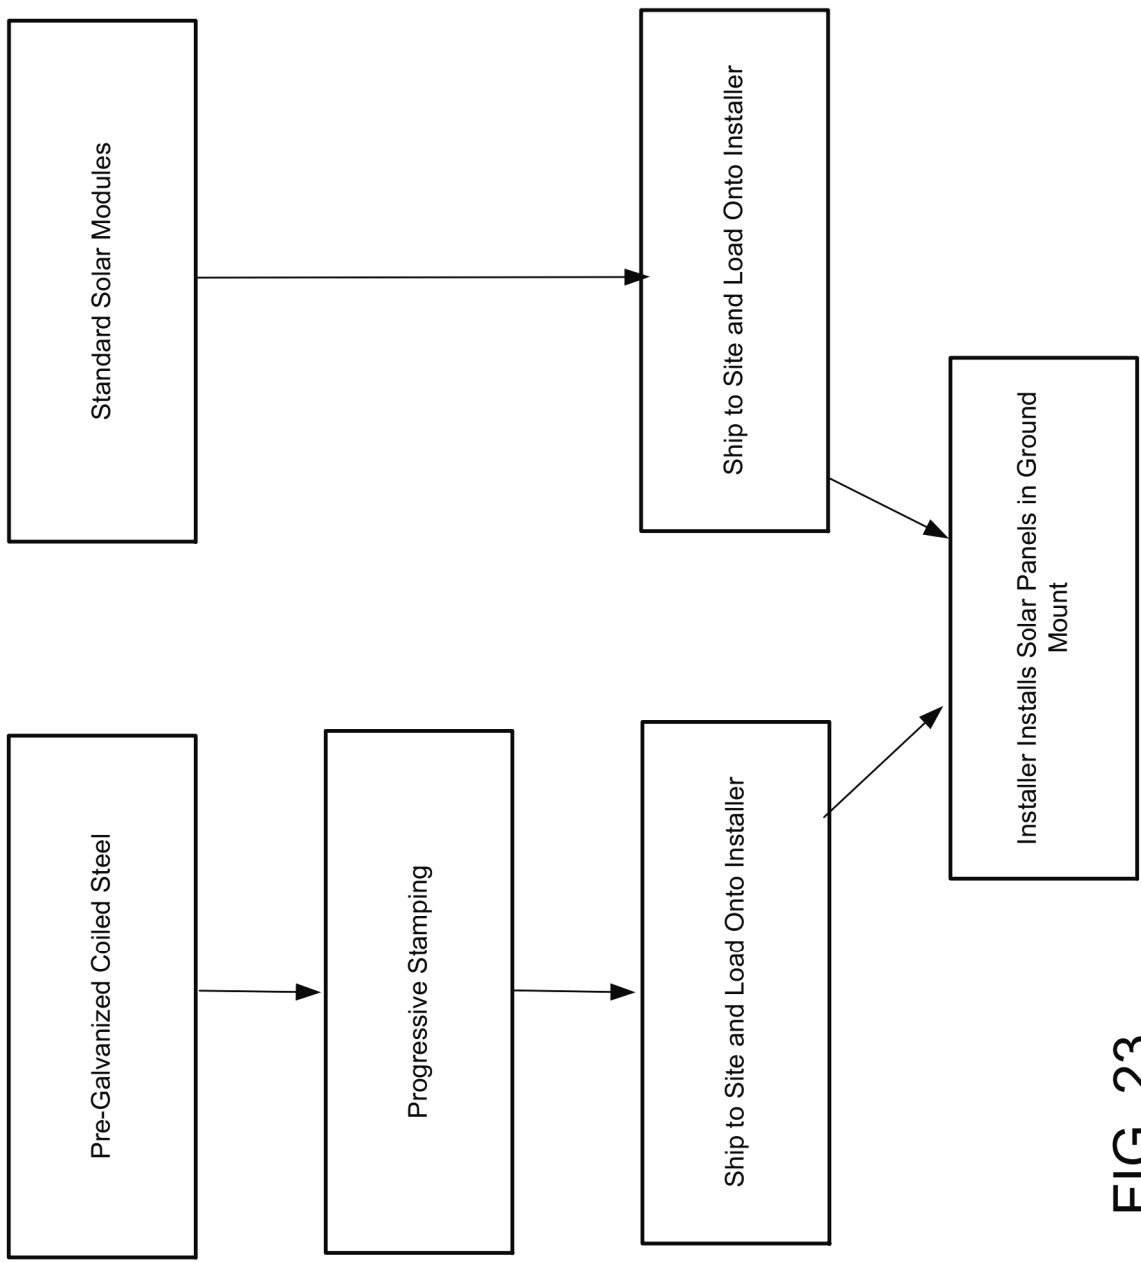 Pre-Galvanized Coiled Steel
Progressive Stamping
Ship to Site and Load Onto Installer
Standard Solar Modules
Ship to Site and Load Onto Installer
Installer Installs Solar Panels in Ground
Mount
FIG. 23